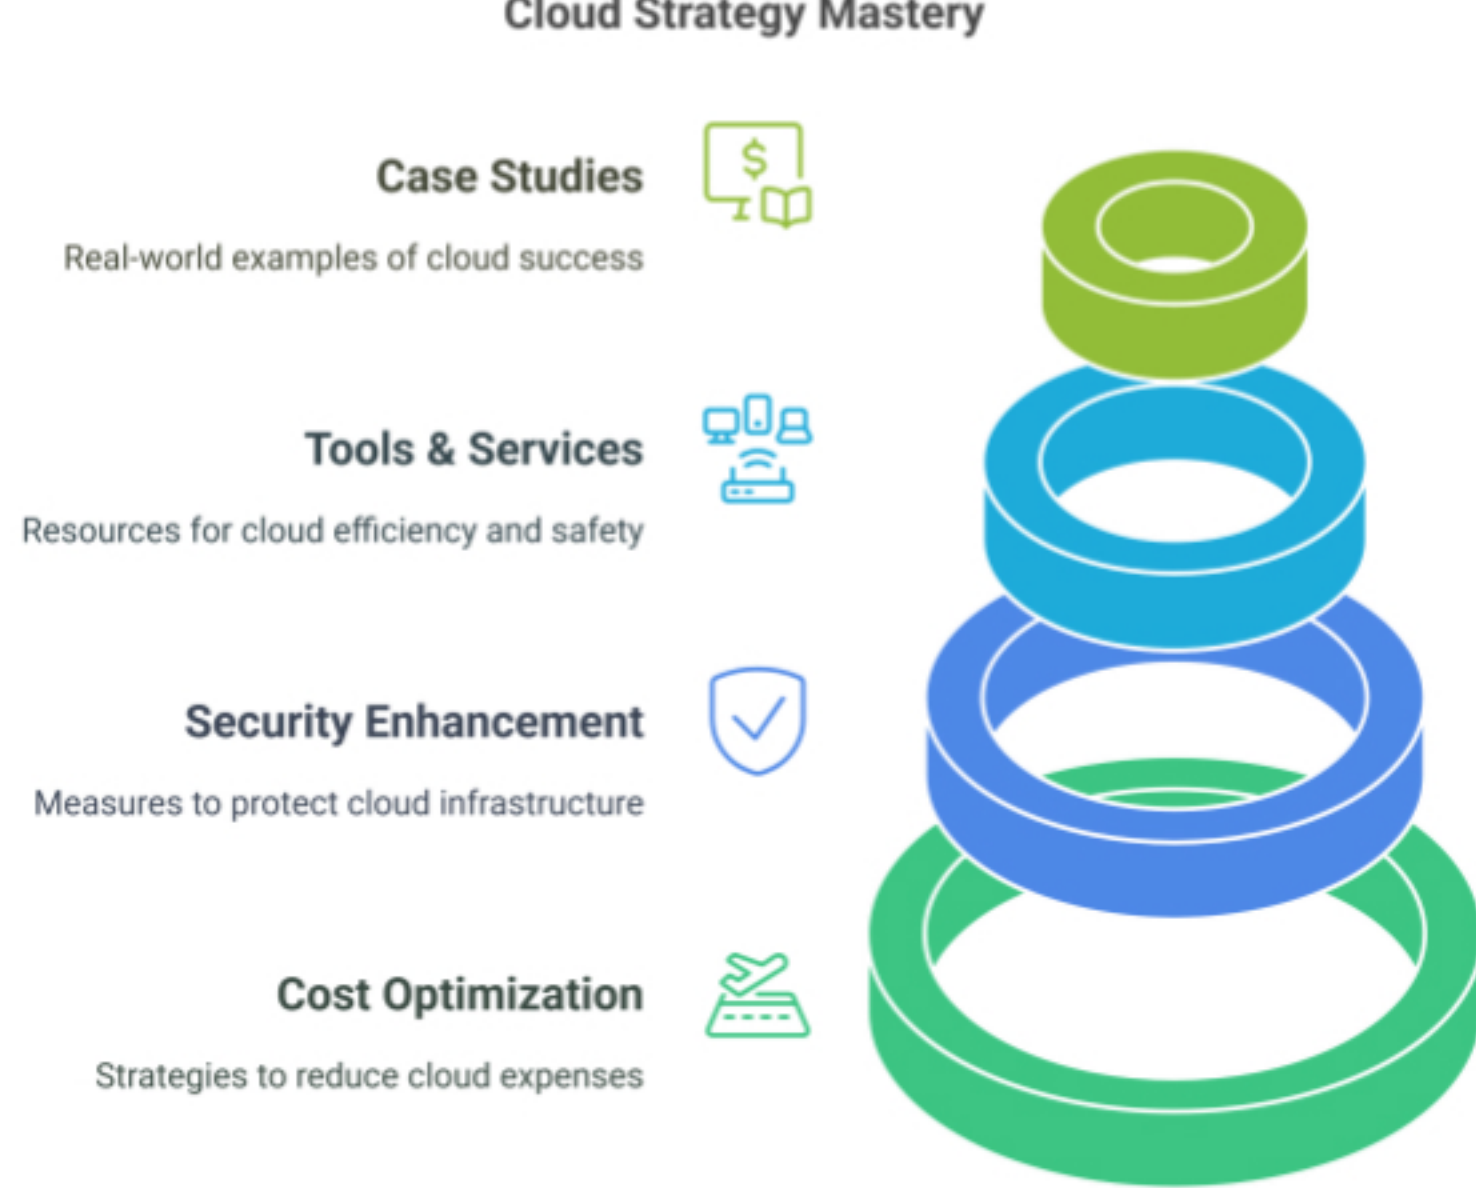 Cloud Strategy Mastery
Case Studies
Real-world examples of cloud success
Tools & Services
Resources for cloud efficiency and safety
Security Enhancement
Measures to protect cloud infrastructure
Cost Optimization
Strategies to reduce cloud expenses